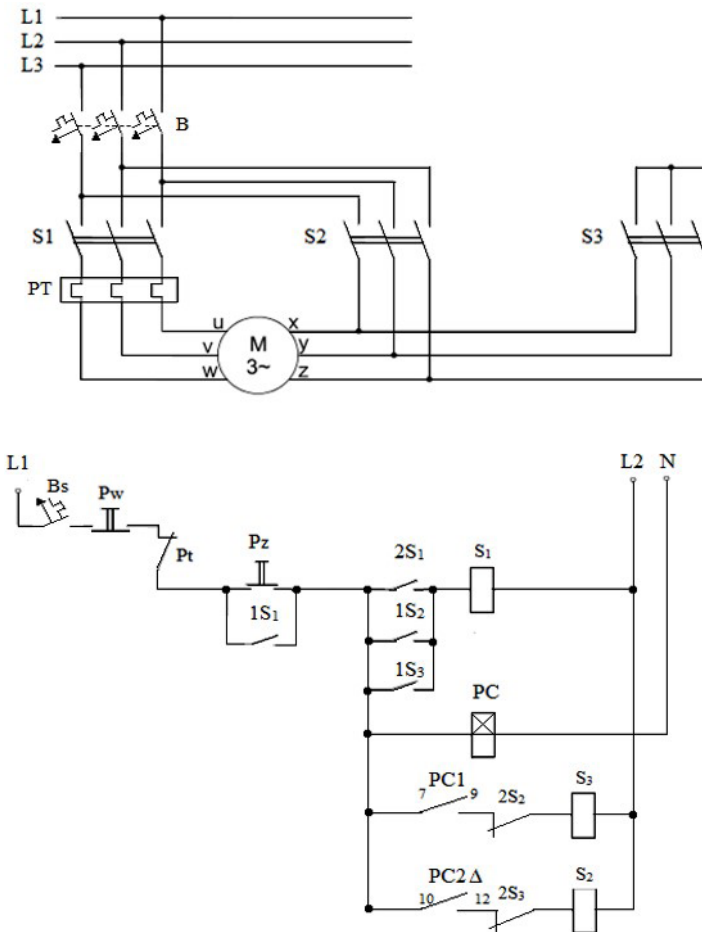 L1
L2
L3
B
S1
S2
S3
PT
u
x
M
3~
v
y
w
z
L1
L2
N
Bs
Pw
Pt
Pz
2S₁
S₁
1S₁
1S₂
1S₃
PC
PC1
7
9
2S₂
S₃
PC2 Δ
10
12
2S₃
S₂